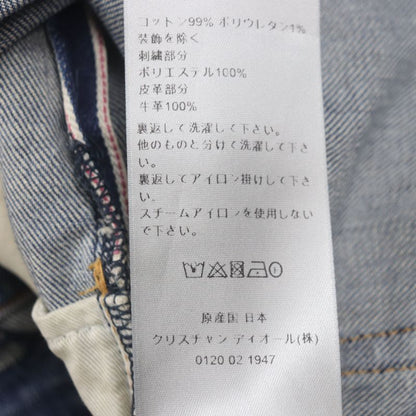 コットン99% ポリウレタン1%
装飾を除く
刺繍部分
ポリエステル100%
皮革部分
牛革100%
裏返しで洗濯して下さい。
他のものと分けて洗濯して下さい。
裏返してアイロン掛けして下さい。
スチームアイロンを使用しないで下さい。
原産国 日本
クリスチャン ディオール(株)
0120 02 1947